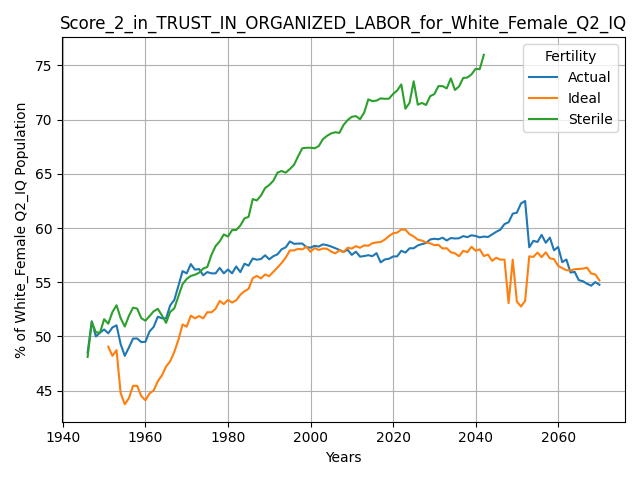 Score_2_in_TRUST_IN_ORGANIZED_LABOR_for_White_Female_Q2_IQ
% of White_Female Q2_IQ Population
75
70
65
60
55
50
45
Fertility
Actual
Ideal
Sterile
1940 1960 1980 2000 2020 2040 2060
Years